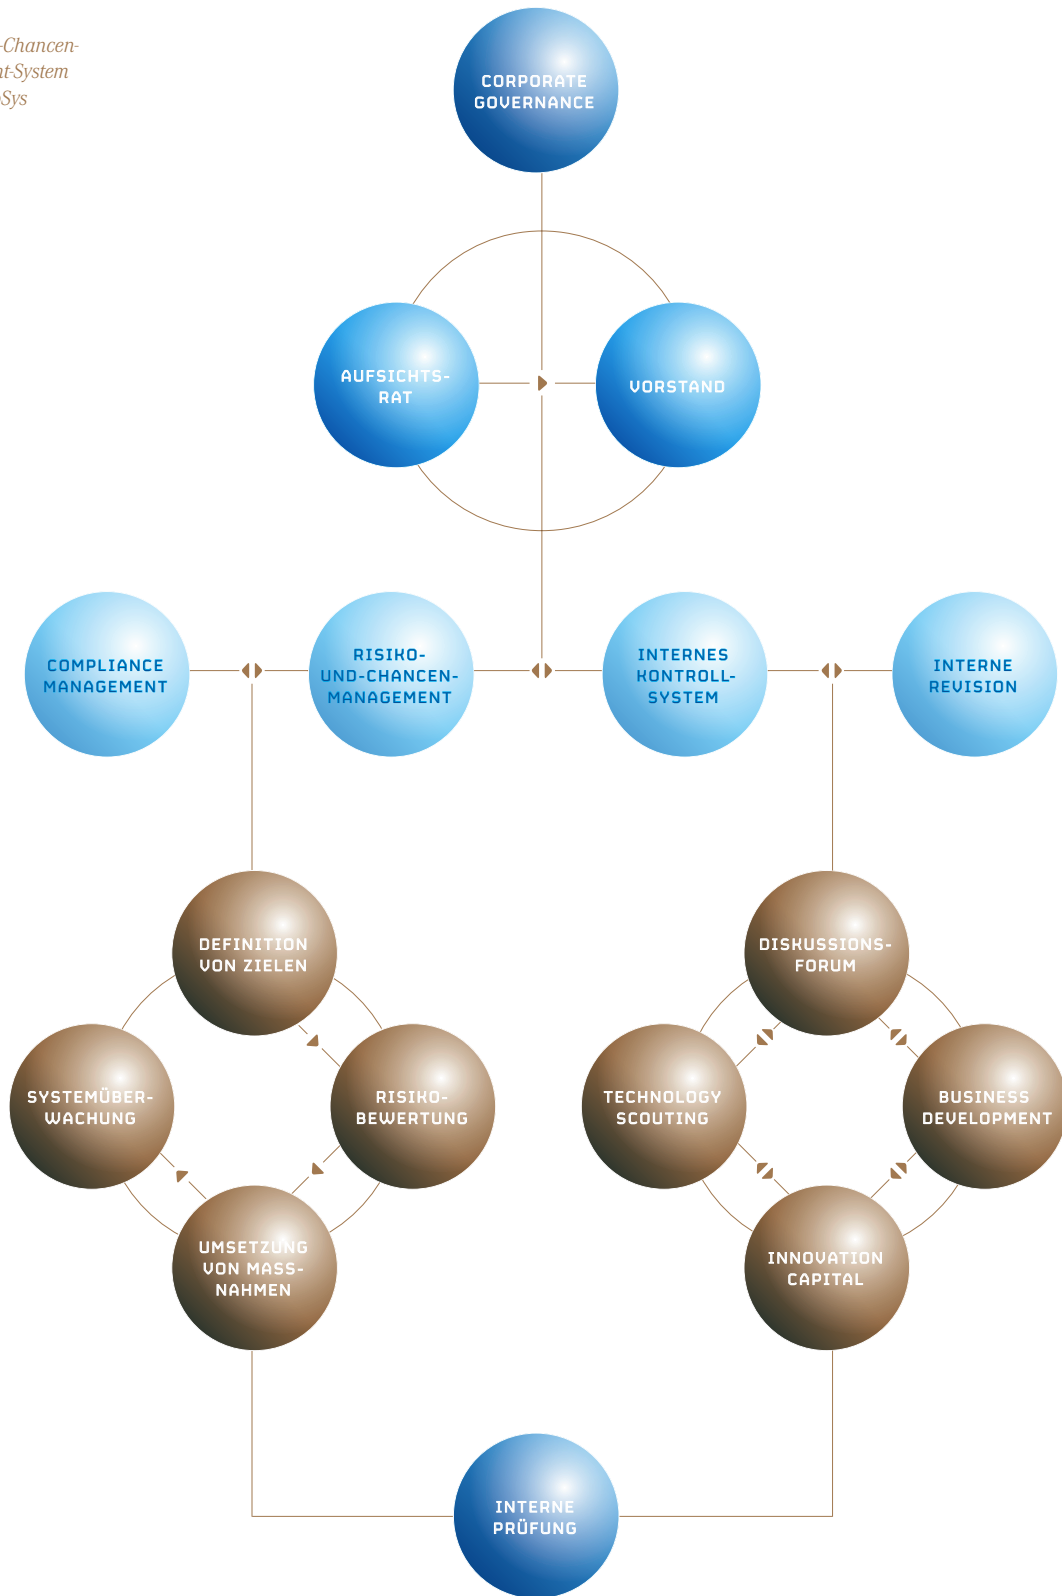 -Chancen-
nt-System
Sys
CORPORATE
GOVERNANCE
AUFSICHTS-
RAT
VORSTAND
COMPLIANCE
MANAGEMENT
RISIKO-
UND-CHANCEN-
MANAGEMENT
INTERNES
KONTROLL-
SYSTEM
INTERNE
REVISION
DEFINITION
VON ZIELEN
DISKUSSIONS-
FORUM
SYSTEMÜBER-
WACHUNG
RISIKO-
BEWERTUNG
TECHNOLOGY
SCOUTING
BUSINESS
DEVELOPMENT
UMSETZUNG
VON MASS-
NAHMEN
INNOVATION
CAPITAL
INTERNE
PRÜFUNG